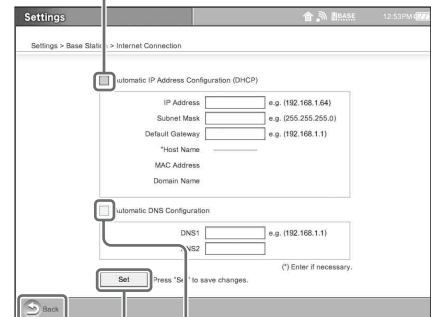 Settings
BASE 12:53PM
Settings > Base Station > Internet Connection
Automatic IP Address Configuration (DHCP)
IP Address e.g. (192.168.1.64)
Subnet Mask e.g. (255.255.255.0)
Default Gateway e.g. (192.168.1.1)
*Host Name
MAC Address
Domain Name
Automatic DNS Configuration
DNS1 e.g. (192.168.1.1)
DNS2
(*) Enter if necessary.
Set Press "Set" to save changes.
Back